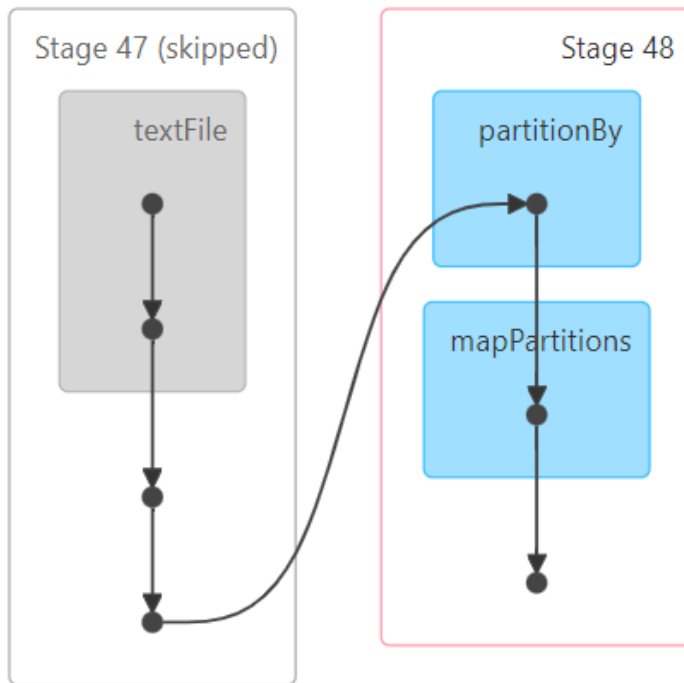 Stage 47 (skipped)
textFile
Stage 48
partitionBy
mapPartitions